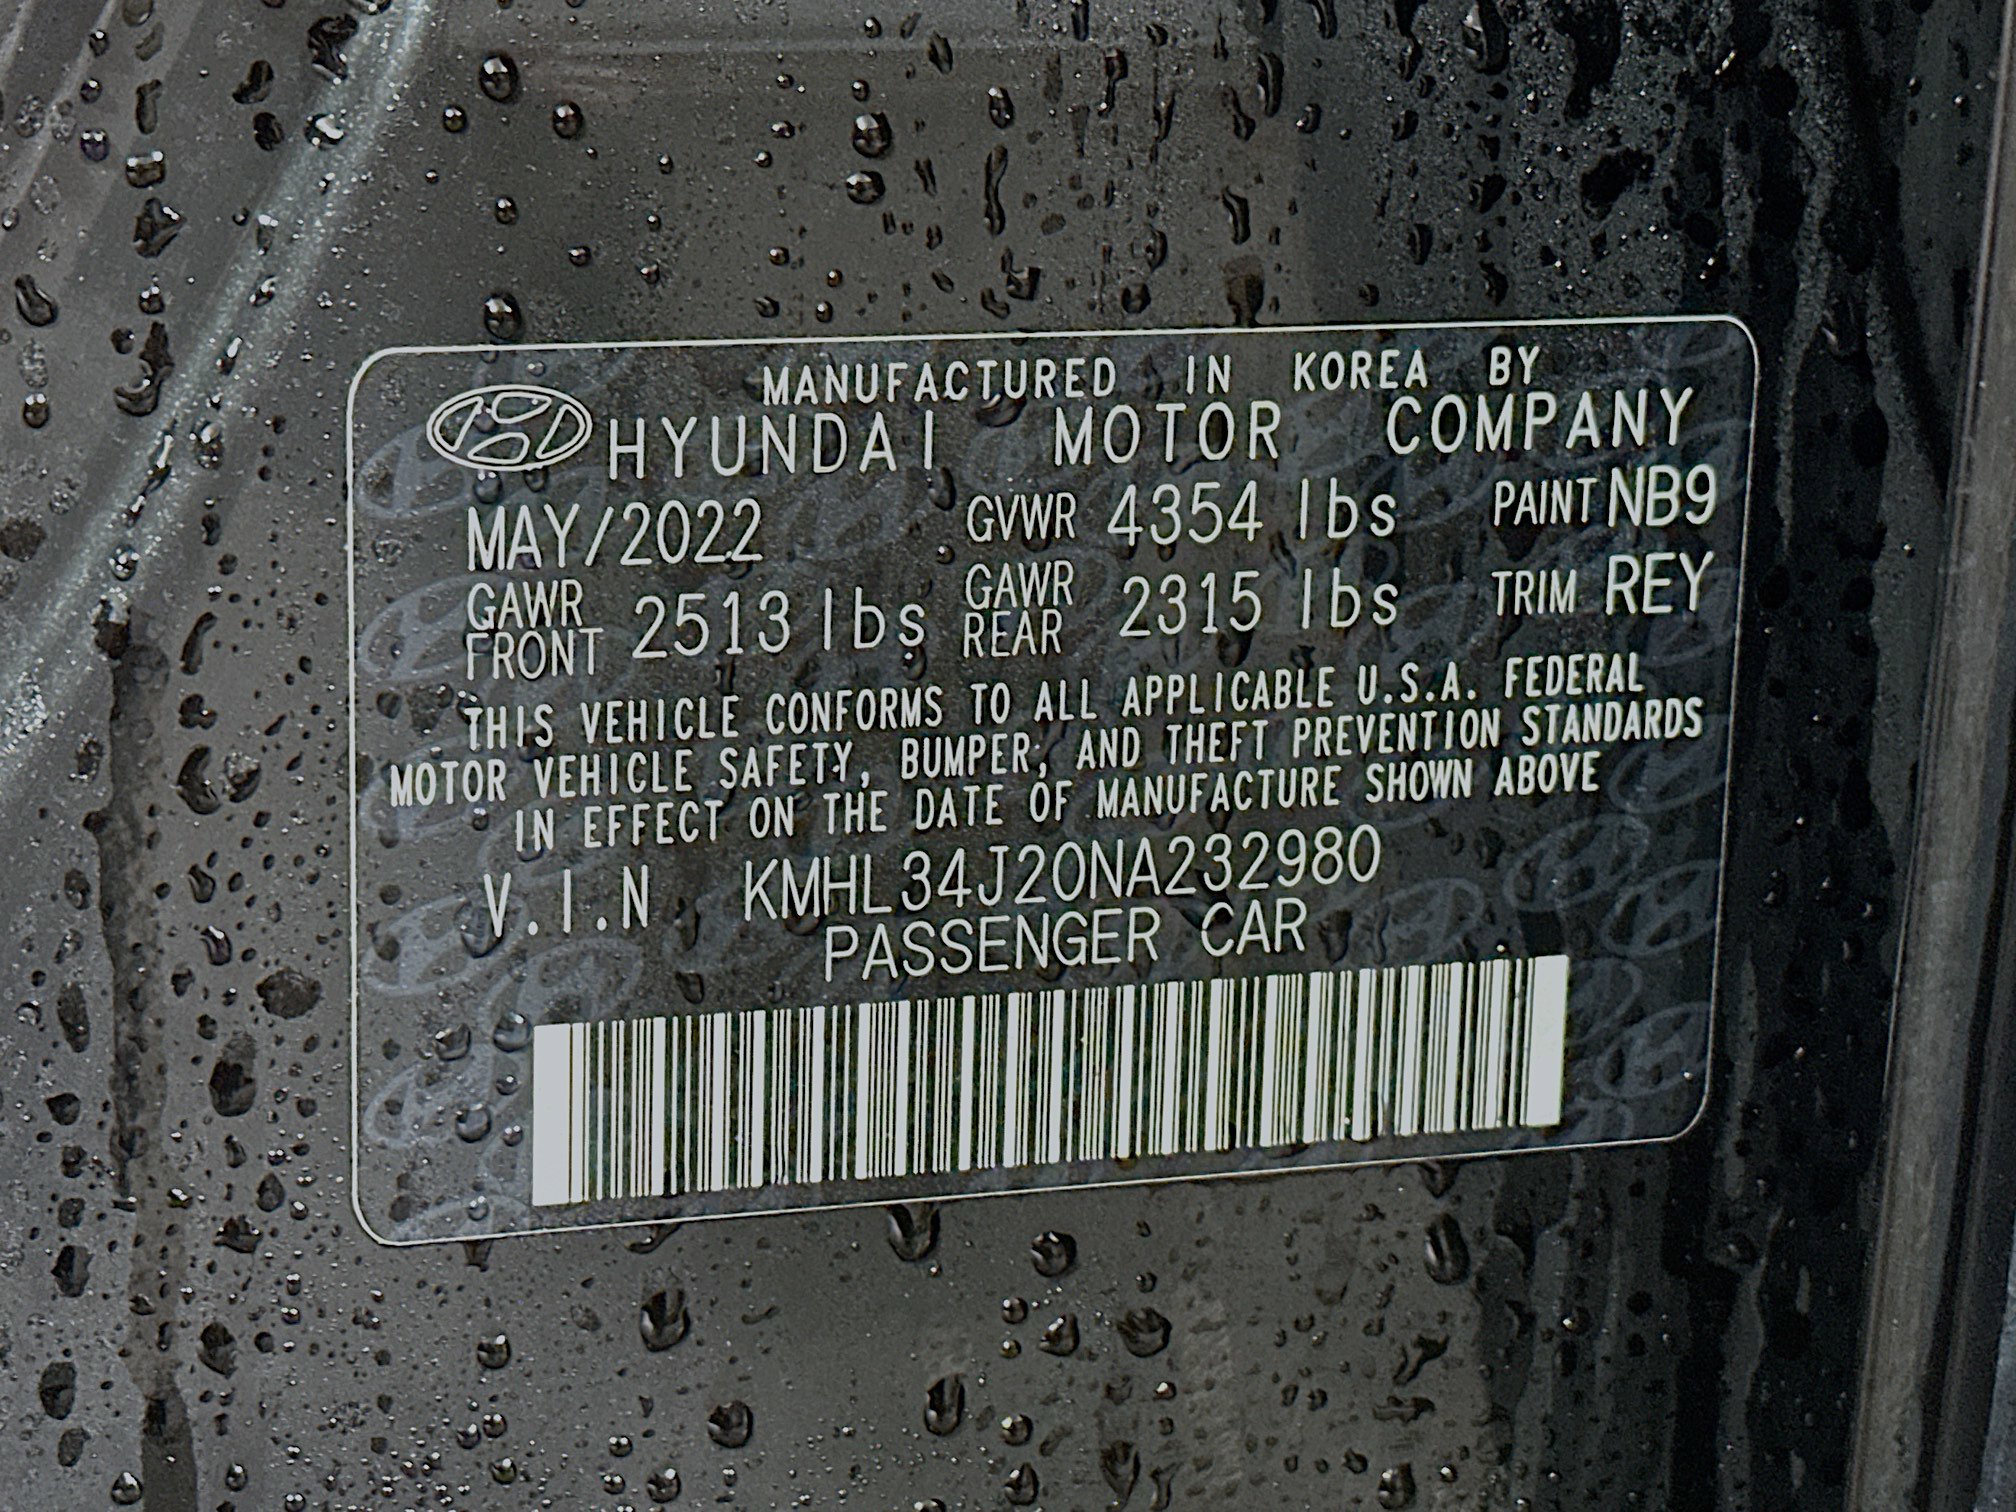 MANUFACTURED IN KOREA BY
HYUNDAI MOTOR COMPANY
MAY/2022 GVWR 4354 lbs PAINT NB9
GAWR FRONT 2513 lbs GAWR REAR 2315 lbs TRIM REY
THIS VEHICLE CONFORMS TO ALL APPLICABLE U.S.A. FEDERAL
MOTOR VEHICLE SAFETY, BUMPER, AND THEFT PREVENTION STANDARDS
IN EFFECT ON THE DATE OF MANUFACTURE SHOWN ABOVE
V.I.N KMHL34J20NA232980
PASSENGER CAR